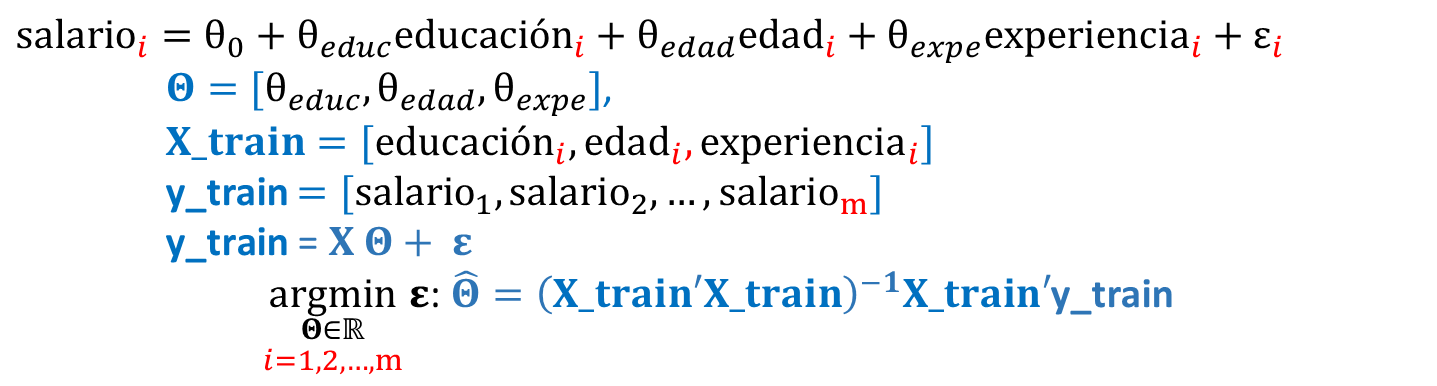 salarioᵢ = θ₀ + θ_educ educaciónᵢ + θ_edad edadᵢ + θ_expe experienciaᵢ + εᵢ
Θ = [θ_educ, θ_edad, θ_expe],
X_train = [educaciónᵢ, edadᵢ, experienciaᵢ]
y_train = [salario₁, salario₂, … , salario_m]
y_train = X Θ + ε
argmin ε: Θ̂ = (X_train′X_train)⁻¹X_train′y_train
Θ∈ℝ
i=1,2,…,m